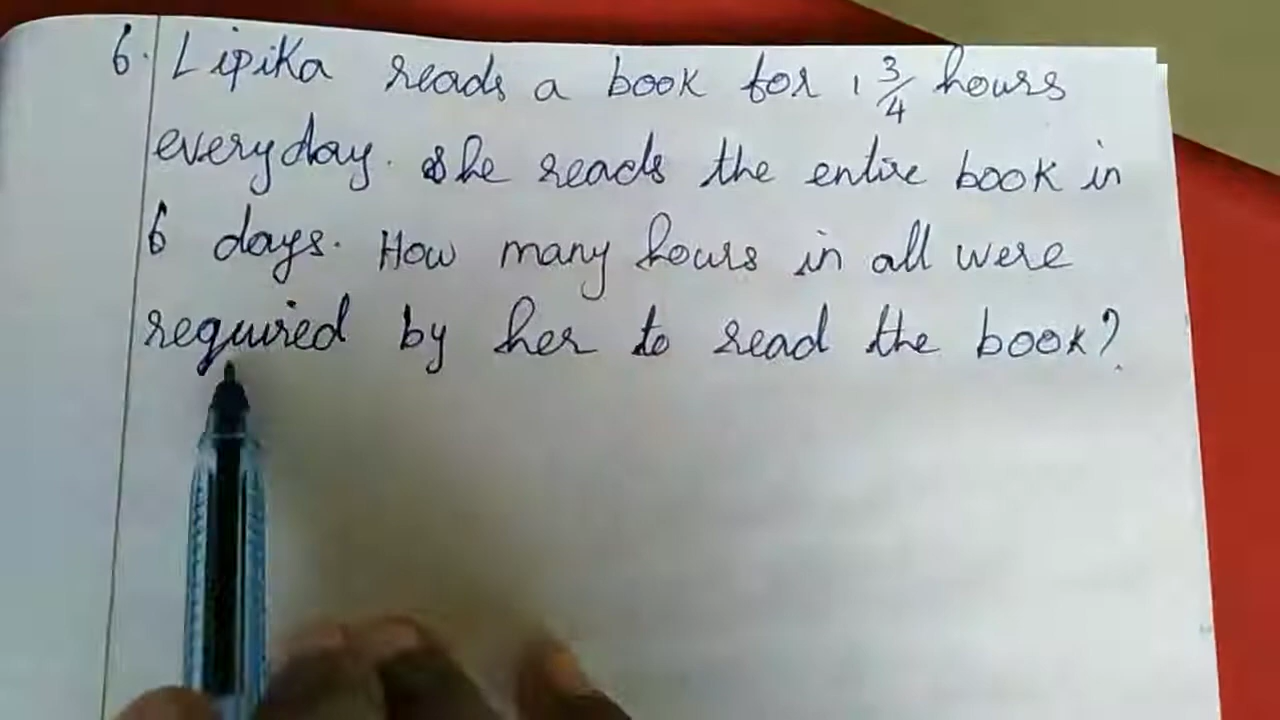 6. Lipika reads a book for 1 3/4 hours
everyday. She reads the entire book in
6 days. How many hours in all were
required by her to read the book?